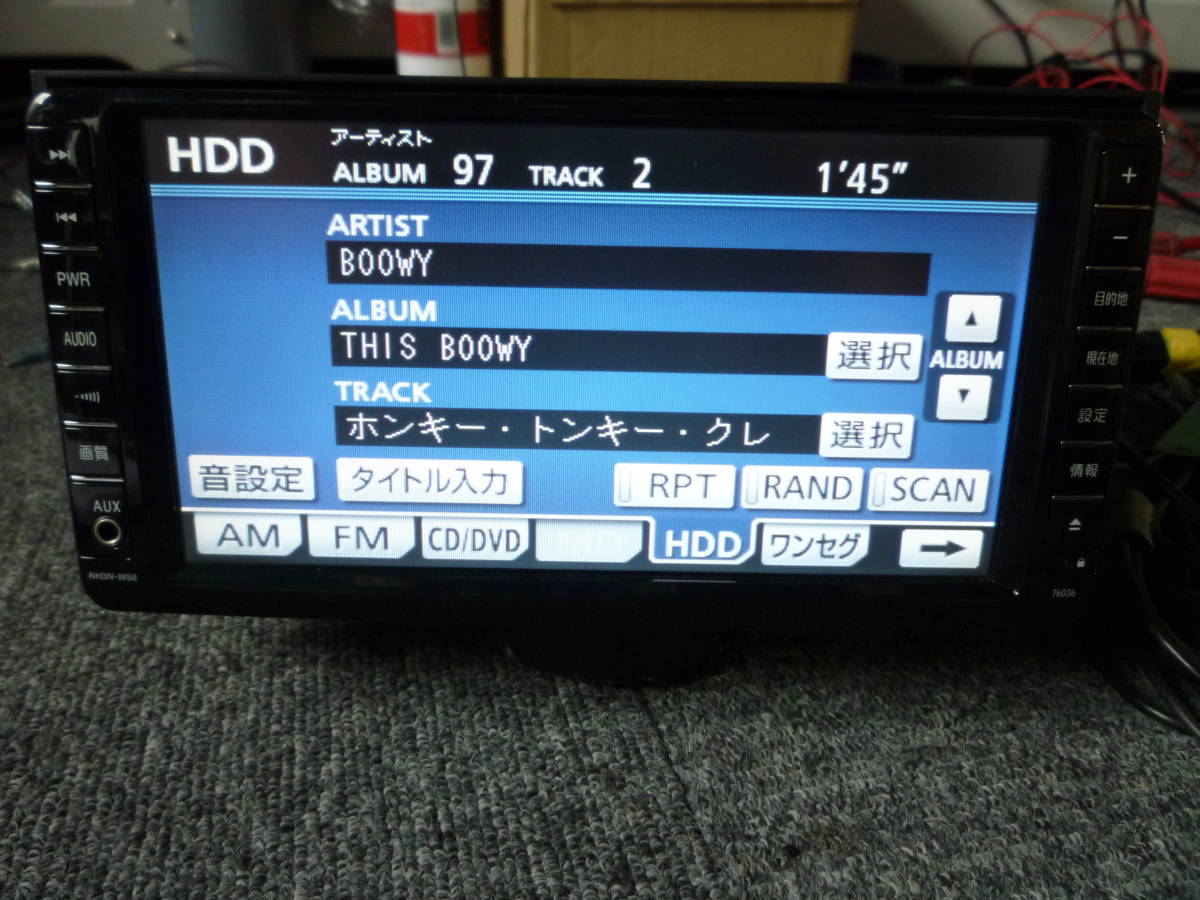 HDD
アーティスト
ALBUM 97 TRACK 2 1'45"
ARTIST
BOOWY
ALBUM
THIS BOOWY 選択
ALBUM
TRACK
ホンキー・トンキー・クレ 選択
音設定 タイトル入力 RPT RAND SCAN
AM FM CD/DVD MD HDD ワンセグ
PWR
AUDIO
画質
AUX
NH3N-W58
+
-
目的地
現在地
設定
情報
76036